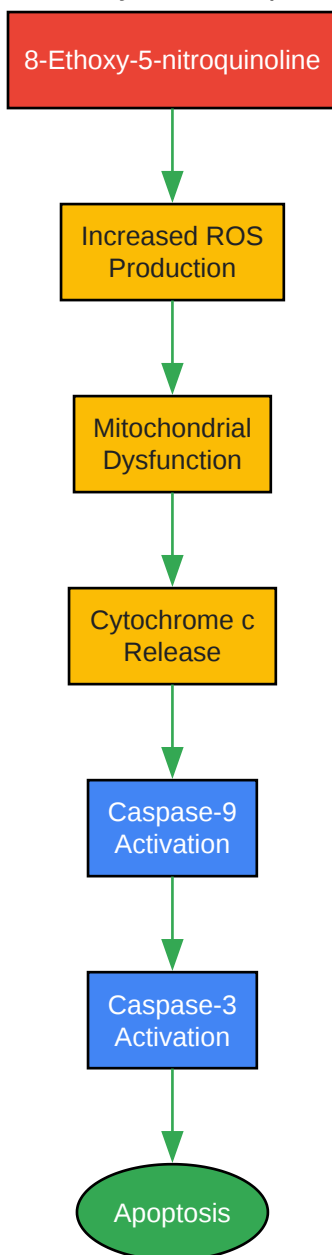 8-Ethoxy-5-nitroquinoline
Increased ROS
Production
Mitochondrial
Dysfunction
Cytochrome c
Release
Caspase-9
Activation
Caspase-3
Activation
Apoptosis